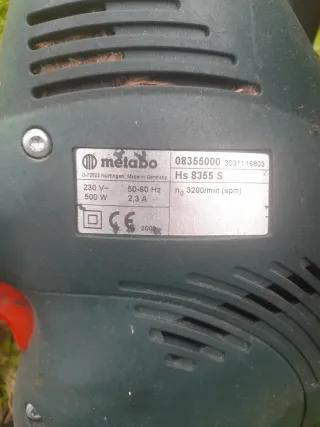 metabo
08355000 3031116803
D-72622 Nürtingen, Made in Germany
Hs 8355 S
230 V~ 50-60 Hz
n₀ 3200/min (spm)
500 W 2,3 A
CE